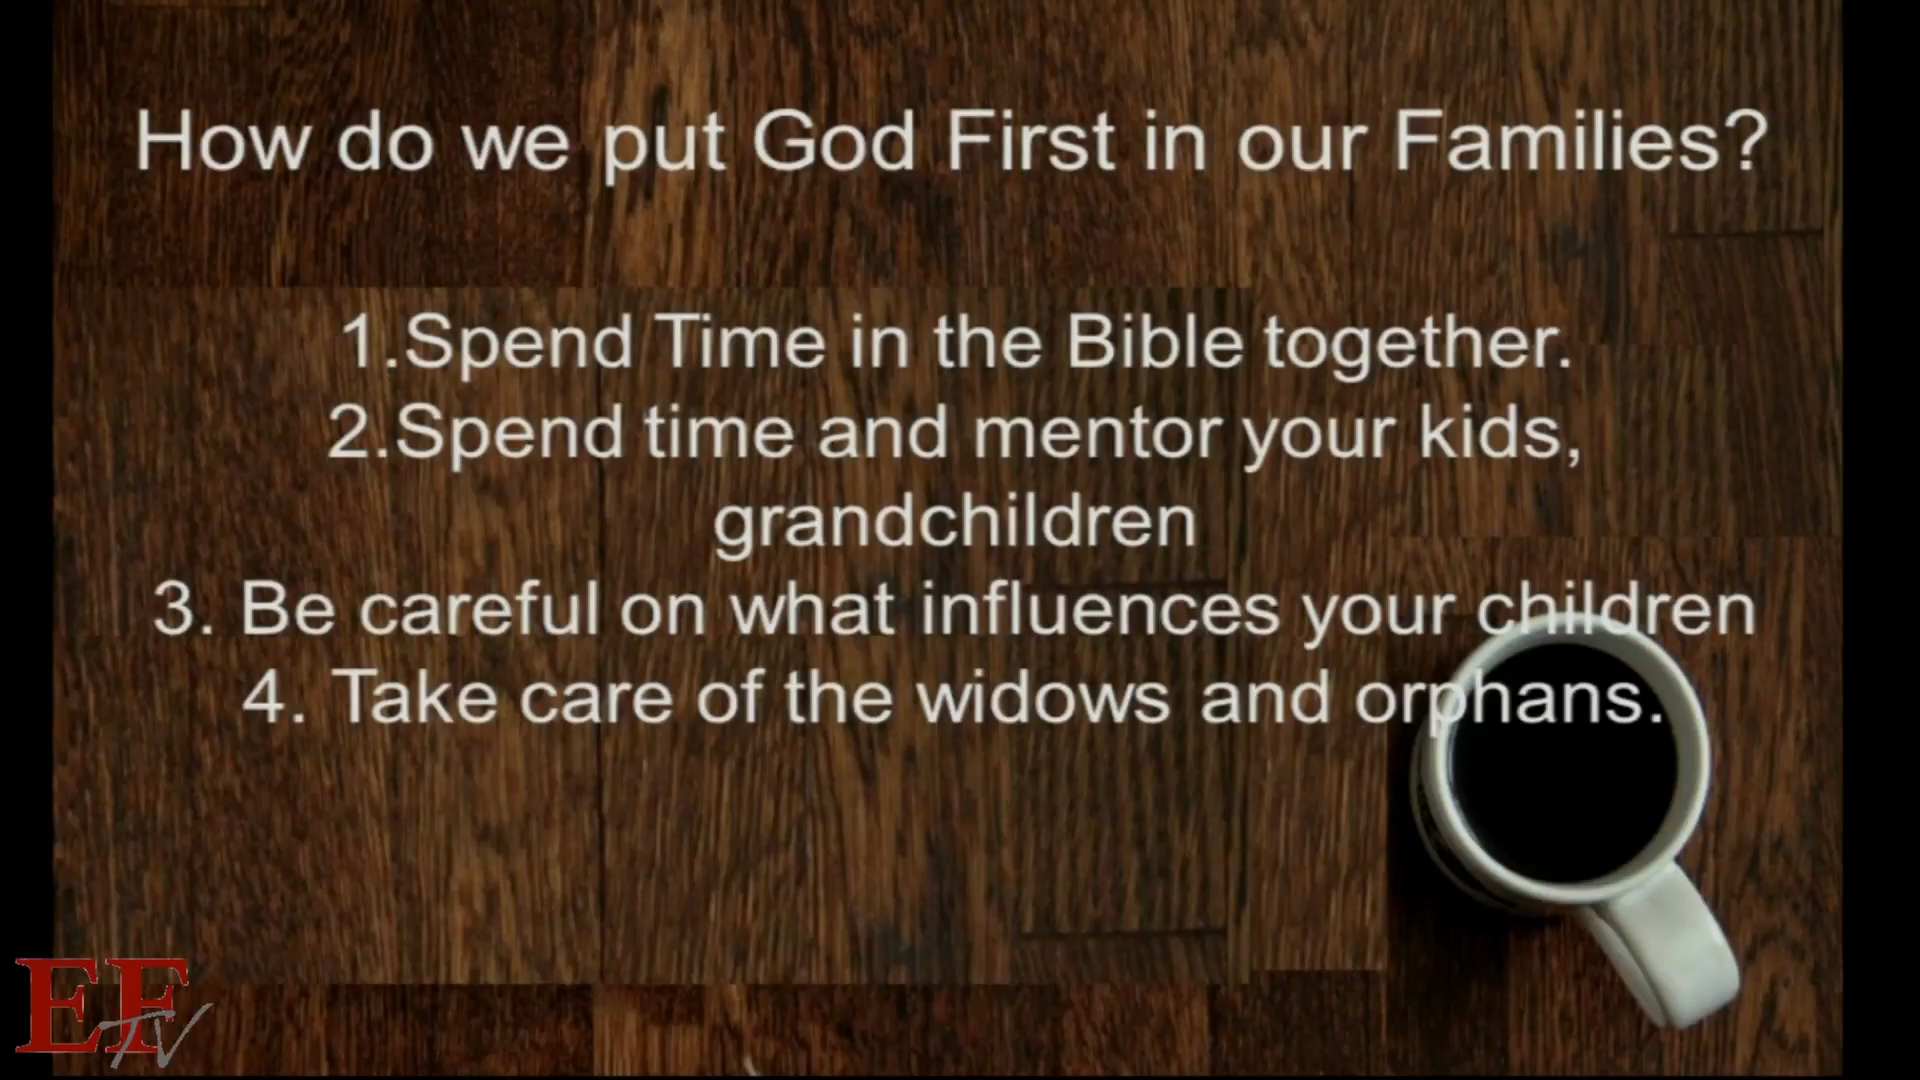 How do we put God First in our Families?
1.Spend Time in the Bible together.
2.Spend time and mentor your kids,
grandchildren
3. Be careful on what influences your children
4. Take care of the widows and orphans.
EF
TV